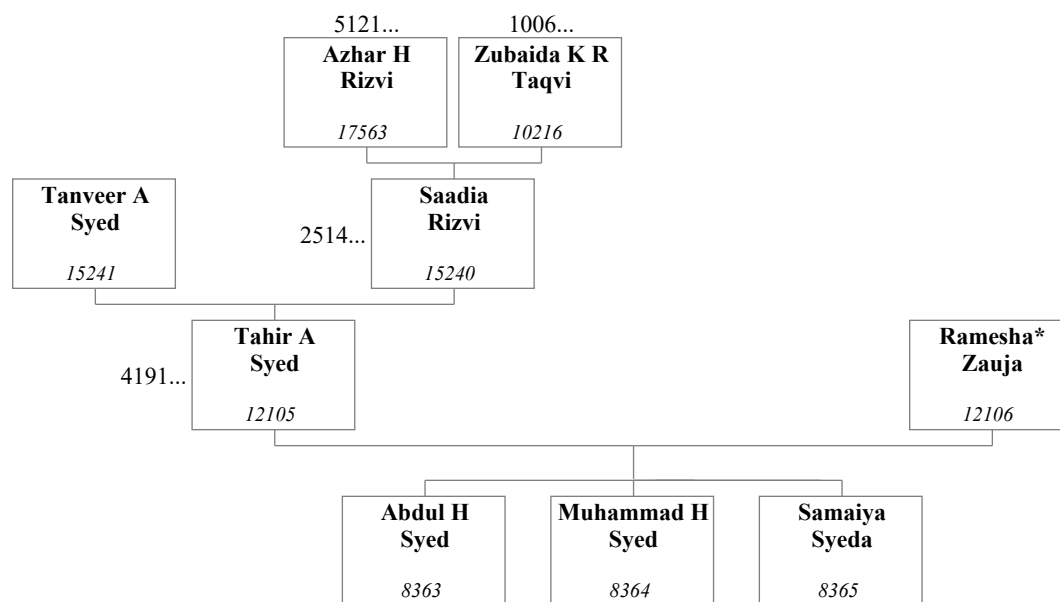 5121...
1006...
Azhar H
Rizvi
17563
Zubaida K R
Taqvi
10216
Tanveer A
Syed
15241
2514...
Saadia
Rizvi
15240
4191...
Tahir A
Syed
12105
Ramesha*
Zauja
12106
Abdul H
Syed
8363
Muhammad H
Syed
8364
Samaiya
Syeda
8365